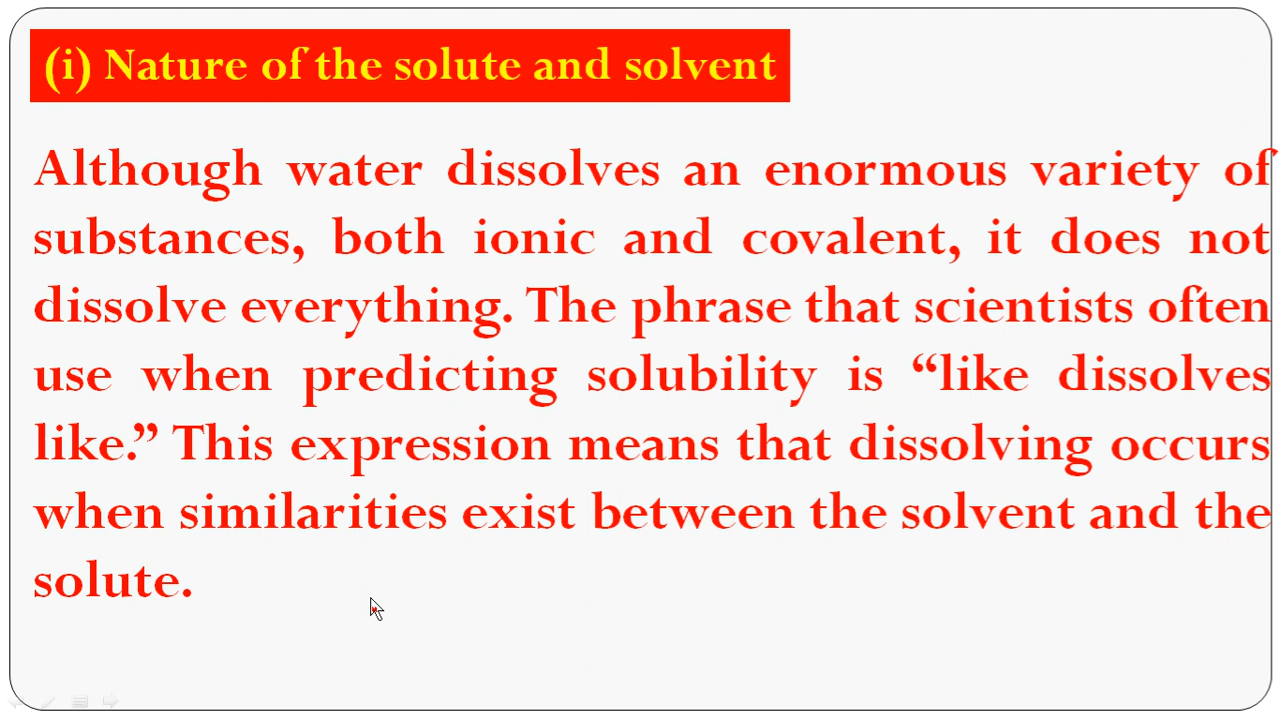 (i) Nature of the solute and solvent
Although water dissolves an enormous variety of
substances, both ionic and covalent, it does not
dissolve everything. The phrase that scientists often
use when predicting solubility is “like dissolves
like.” This expression means that dissolving occurs
when similarities exist between the solvent and the
solute.